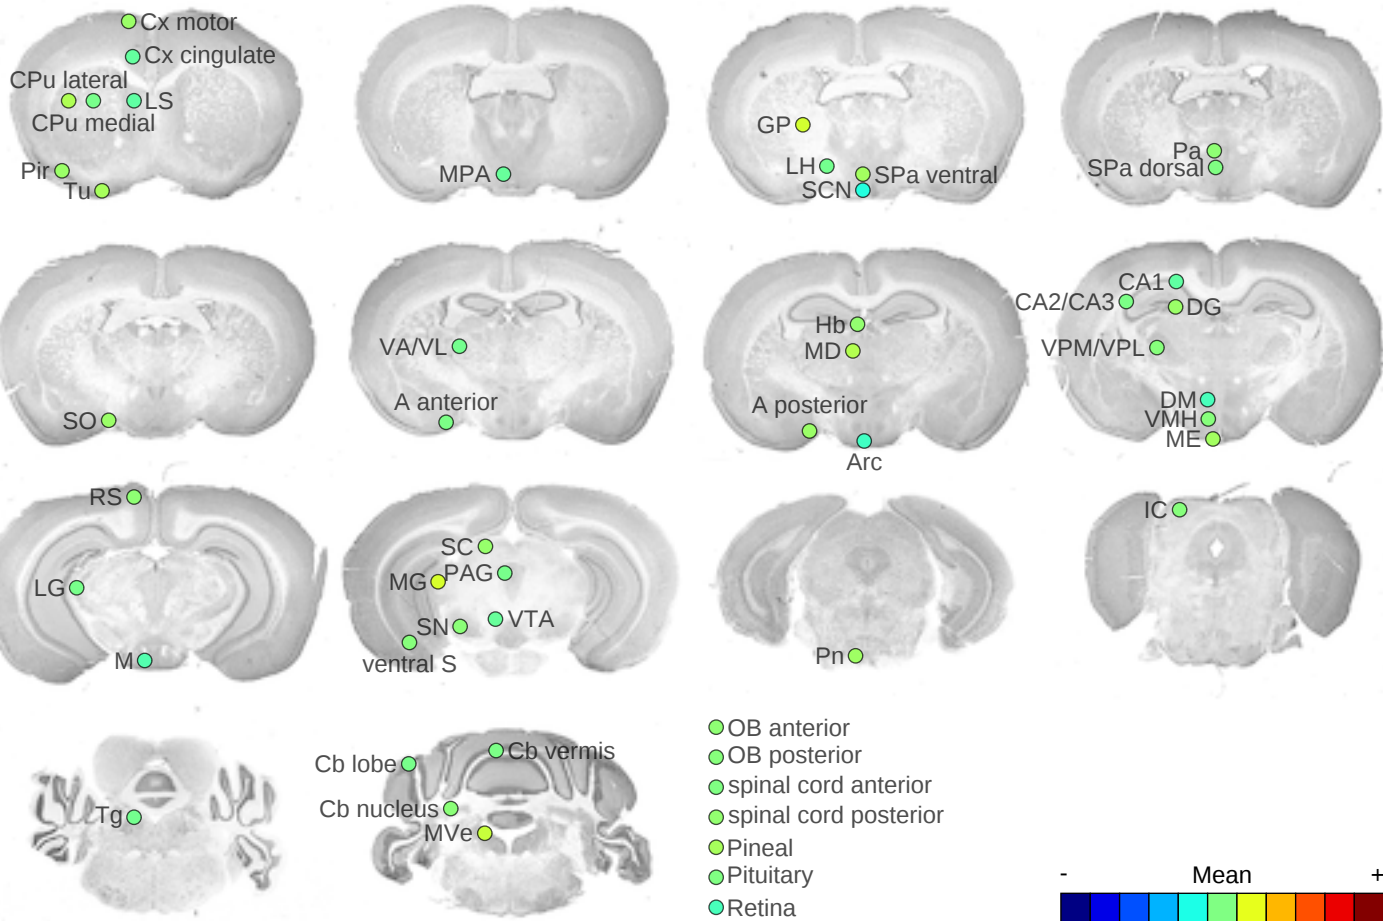 Cx motor
Cx cingulate
CPu lateral
LS
CPu medial
Pir
Tu
MPA
GP
LH
SPa ventral
SCN
Pa
SPa dorsal
SO
VA/VL
A anterior
Hb
MD
A posterior
Arc
CA1
CA2/CA3
DG
VPM/VPL
DM
VMH
ME
RS
LG
M
SC
MG
PAG
SN
VTA
ventral S
Pn
IC
Tg
Cb lobe
Cb vermis
Cb nucleus
MVe
OB anterior
OB posterior
spinal cord anterior
spinal cord posterior
Pineal
Pituitary
Retina
- Mean +